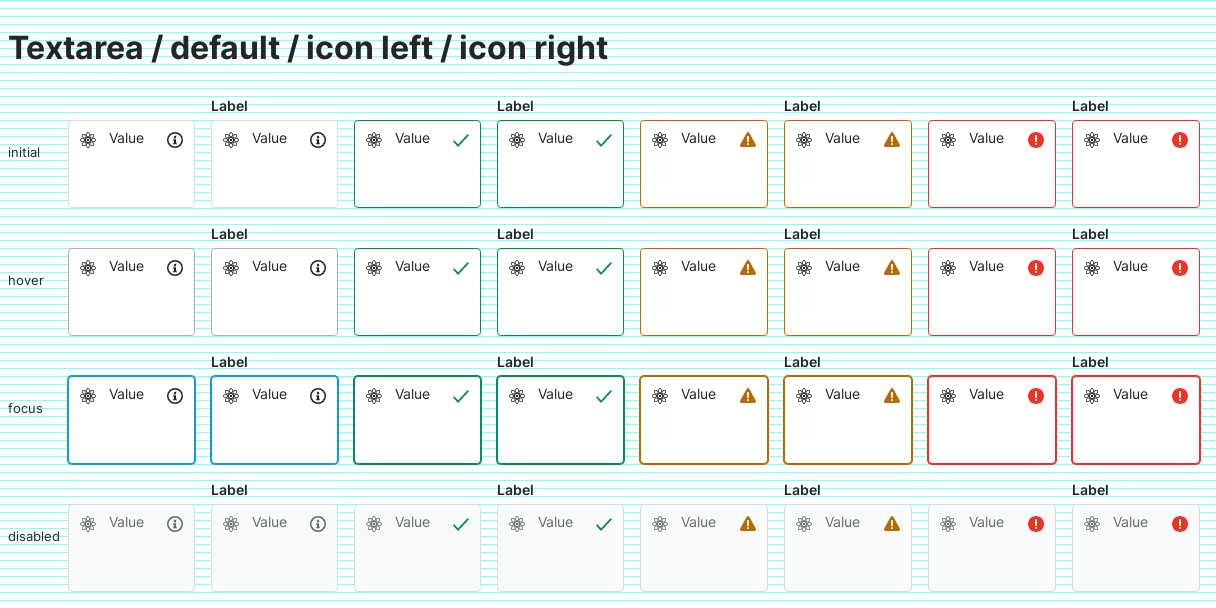 Textarea / default / icon left / icon right
Label Label Label Label
initial Value Value Value Value Value Value Value Value
Label Label Label Label
hover Value Value Value Value Value Value Value Value
Label Label Label Label
focus Value Value Value Value Value Value Value Value
Label Label Label Label
disabled Value Value Value Value Value Value Value Value